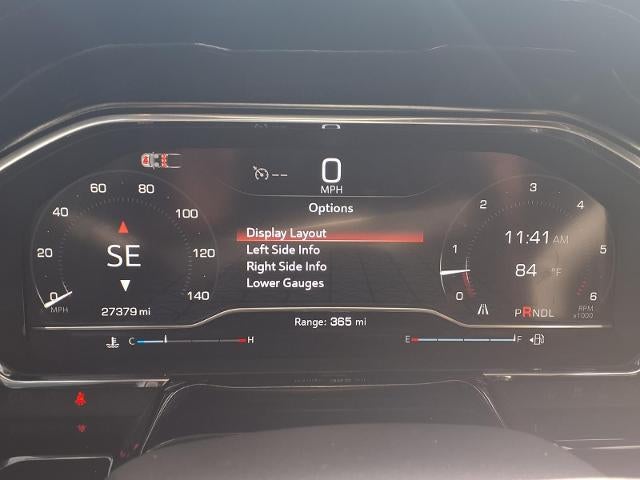 0
MPH
--
Options
Display Layout
Left Side Info
Right Side Info
Lower Gauges
0 20 40 60 80 100 120 140
MPH
SE
27379 mi
0 1 2 3 4 5 6
11:41 AM
84 °F
PRNDL
RPM
x1000
Range: 365 mi
C H
E F